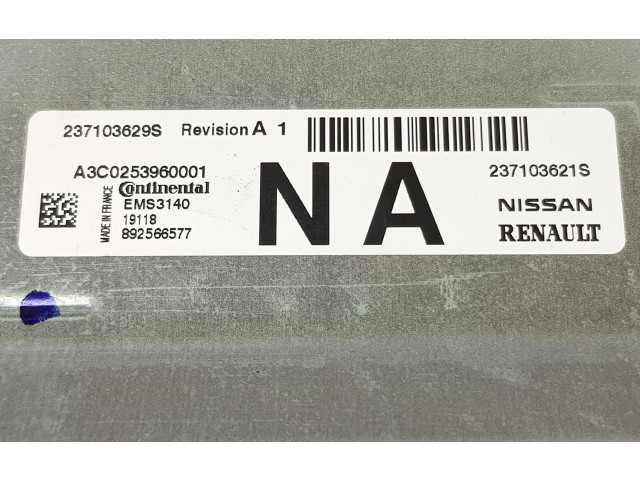 237103629S Revision A 1
A3C0253960001
237103621S
MADE IN FRANCE
Continental
EMS3140
19118
892566577
N A
NISSAN
RENAULT